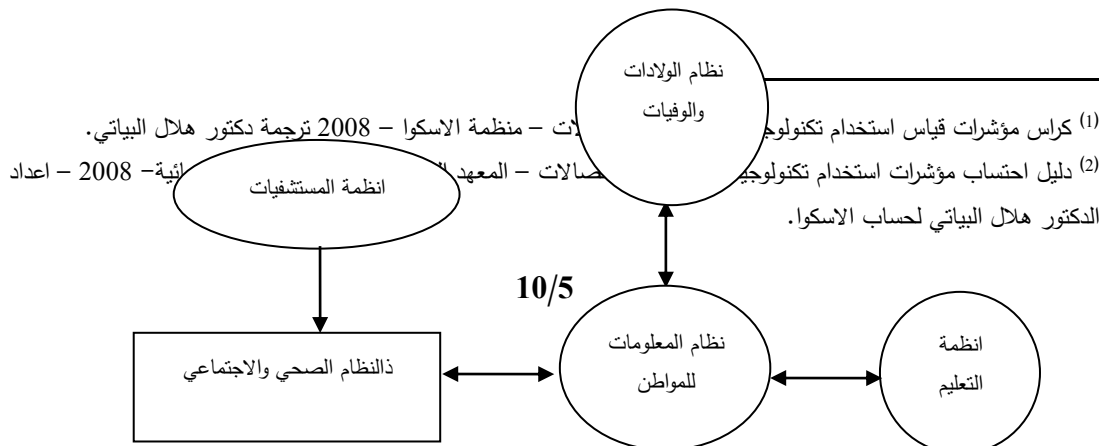 نظام الولادات
والوفيات
(1) كراس مؤشرات قياس استخدام تكنولوجي لات – منظمة الاسكوا – 2008 ترجمة دكتور هلال البياتي.
(2) دليل احتساب مؤشرات استخدام تكنولوجي صالات – المعهد ائية– 2008 – اعداد
الدكتور هلال البياتي لحساب الاسكوا.
انظمة المستشفيات
10/5
ذالنظام الصحي والاجتماعي
نظام المعلومات
للمواطن
انظمة
التعليم